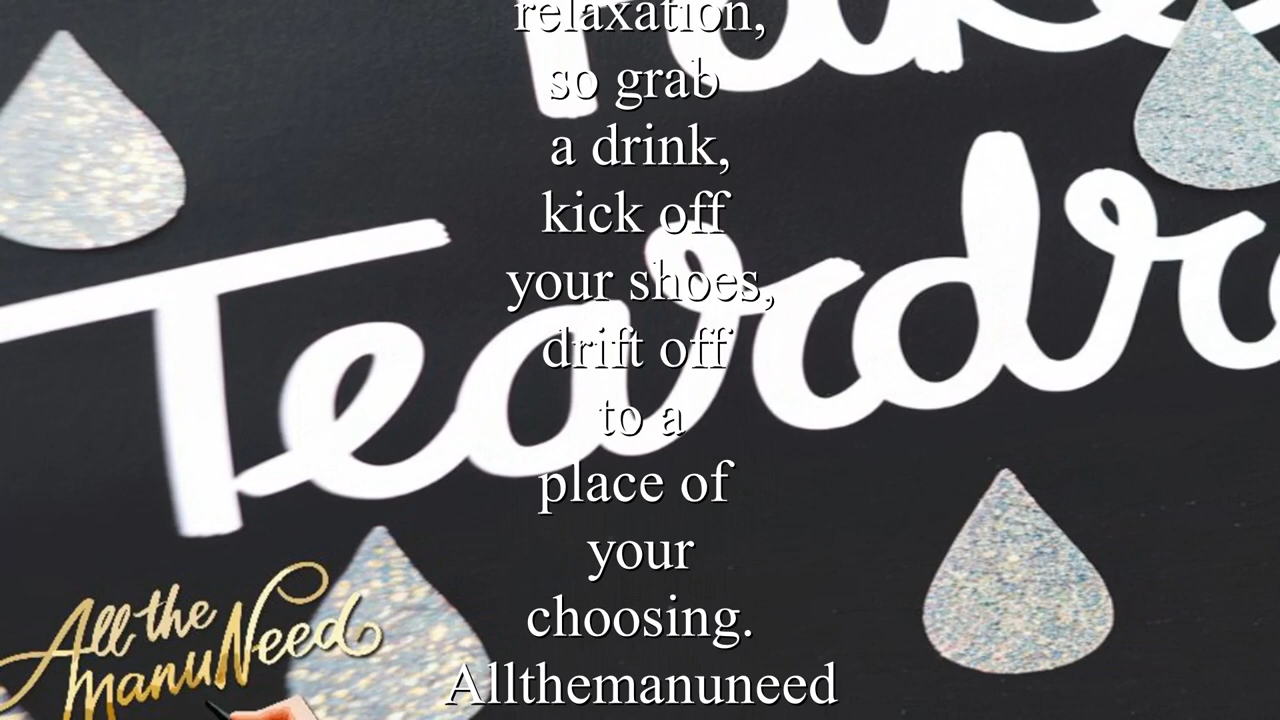 relaxation,
so grab
a drink,
kick off
your shoes,
drift off
to a
place of
your
choosing.
Allthemanuneed
Teardr
All the
manuNeed